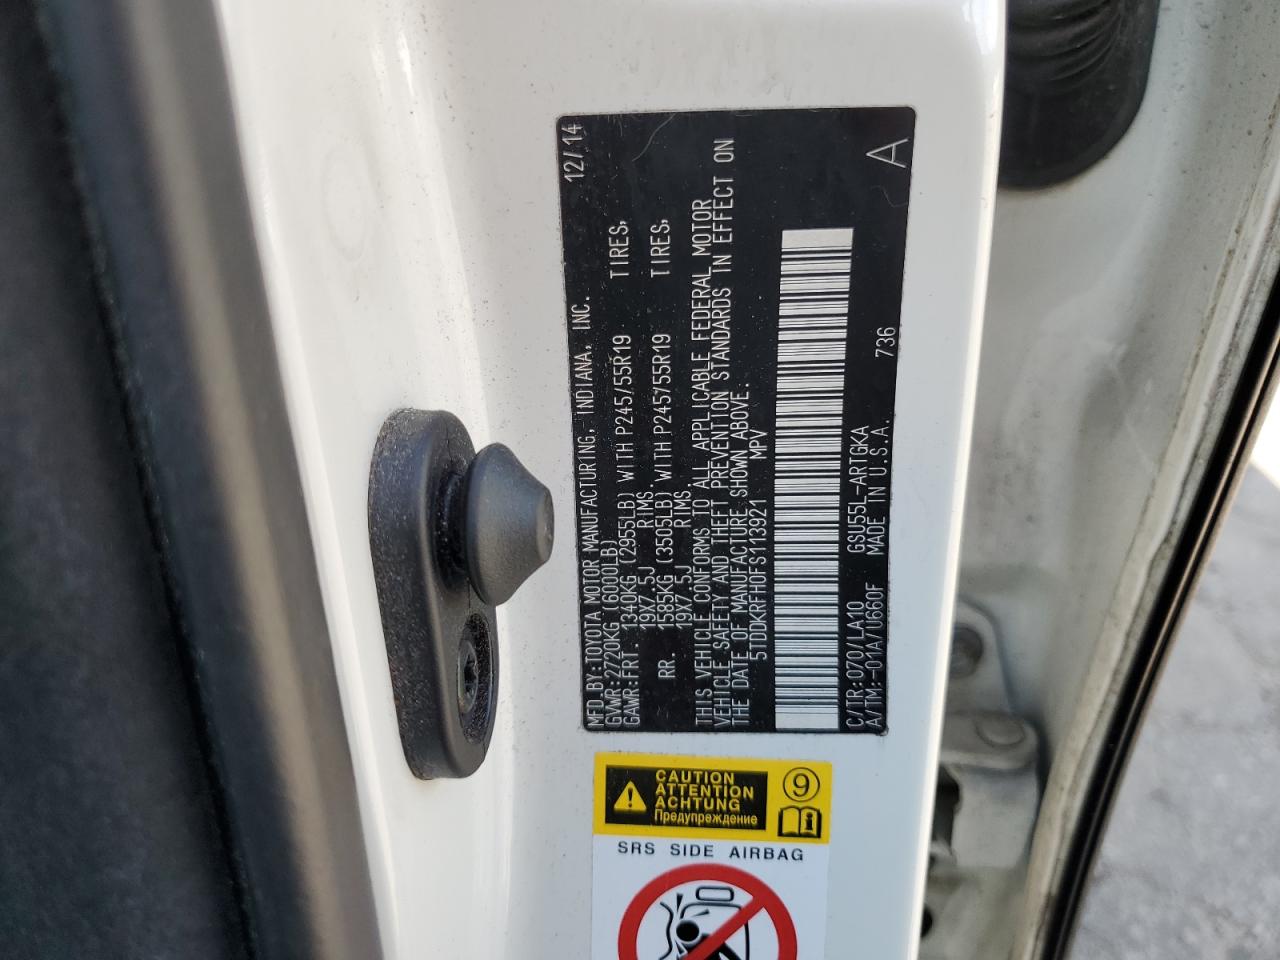 MFD.BY:TOYOTA MOTOR MANUFACTURING, INDIANA, INC. 12/14
GVWR:2720KG (6000LB)
GAWR:FRT. 1340KG (2955LB) WITH P245/55R19 TIRES,
19X7.5J RIMS.
RR. 1585KG (3505LB) WITH P245/55R19 TIRES,
19X7.5J RIMS.
THIS VEHICLE CONFORMS TO ALL APPLICABLE FEDERAL MOTOR
VEHICLE SAFETY AND THEFT PREVENTION STANDARDS IN EFFECT ON
THE DATE OF MANUFACTURE SHOWN ABOVE.
5TDDKRFH0FS113921 MPV
C/TR:070/LA10 GSU55L-ARTGKA
A/TM:-01A/U660F MADE IN U.S.A. 736 A
CAUTION
ATTENTION
ACHTUNG
Предупреждение
9
SRS SIDE AIRBAG